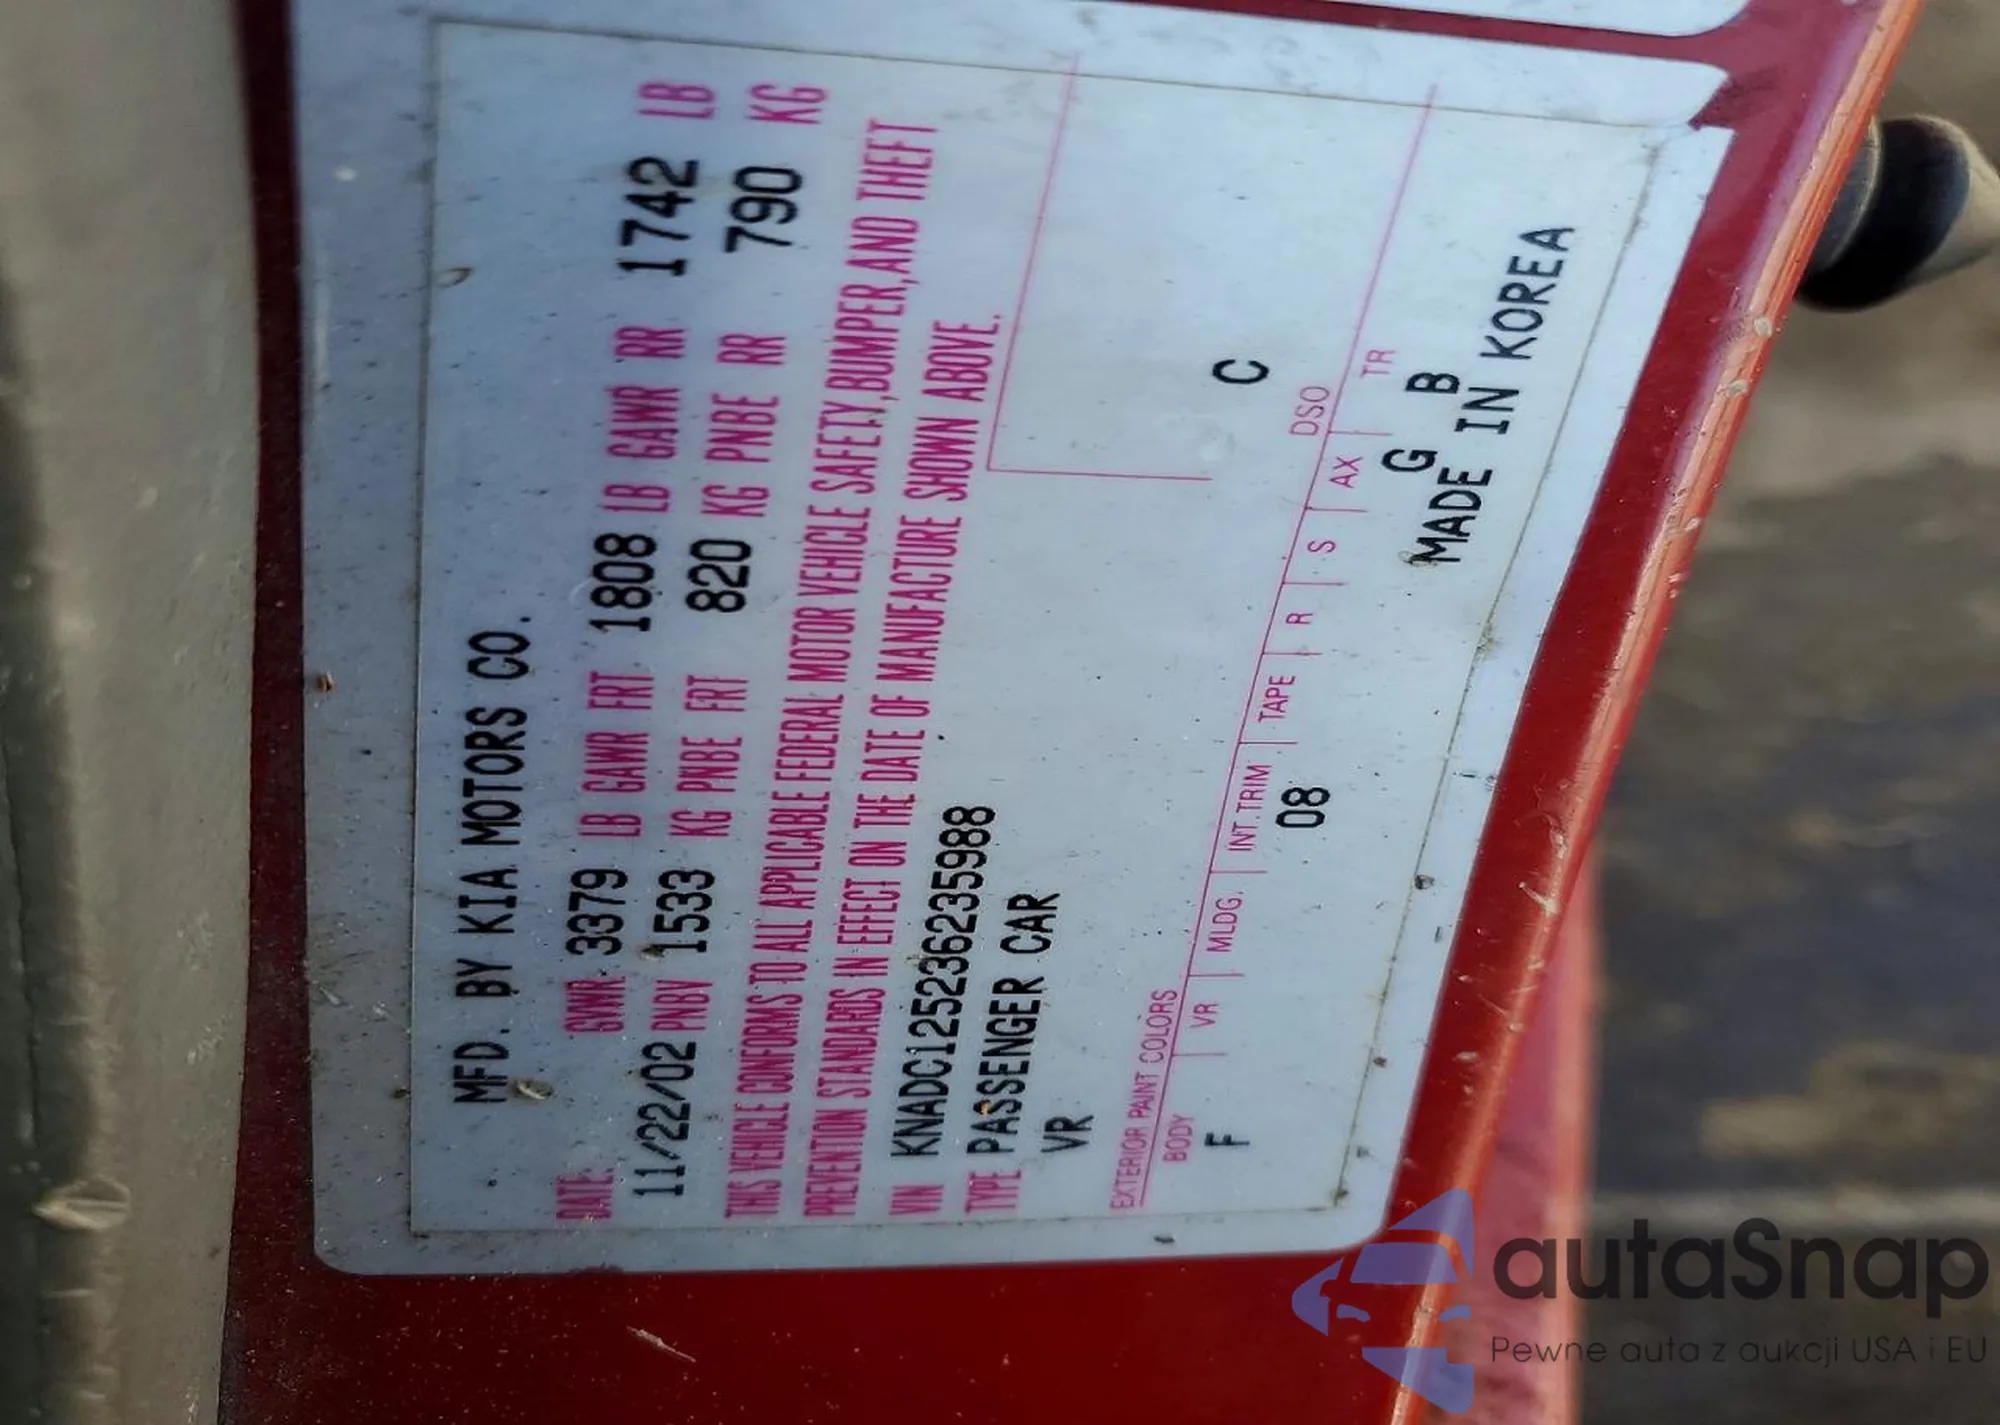 MFD. BY KIA MOTORS CO.
DATE: GVWR 3379 LB GAWR FRT 1808 LB GAWR RR 1742 LB
11/22/02 PNBV 1533 KG PNBE FRT 820 KG PNBE RR 790 KG
THIS VEHICLE CONFORMS TO ALL APPLICABLE FEDERAL MOTOR VEHICLE SAFETY,BUMPER,AND THEFT
PREVENTION STANDARDS IN EFFECT ON THE DATE OF MANUFACTURE SHOWN ABOVE.
VIN KNADC125236235988
TYPE PASSENGER CAR
VR
C
EXTERIOR PAINT COLORS DSO
BODY VR MLDG. INT.TRIM TAPE R S AX TR
F 08 G B
MADE IN KOREA
autaSnap
Pewne auta z aukcji USA i EU